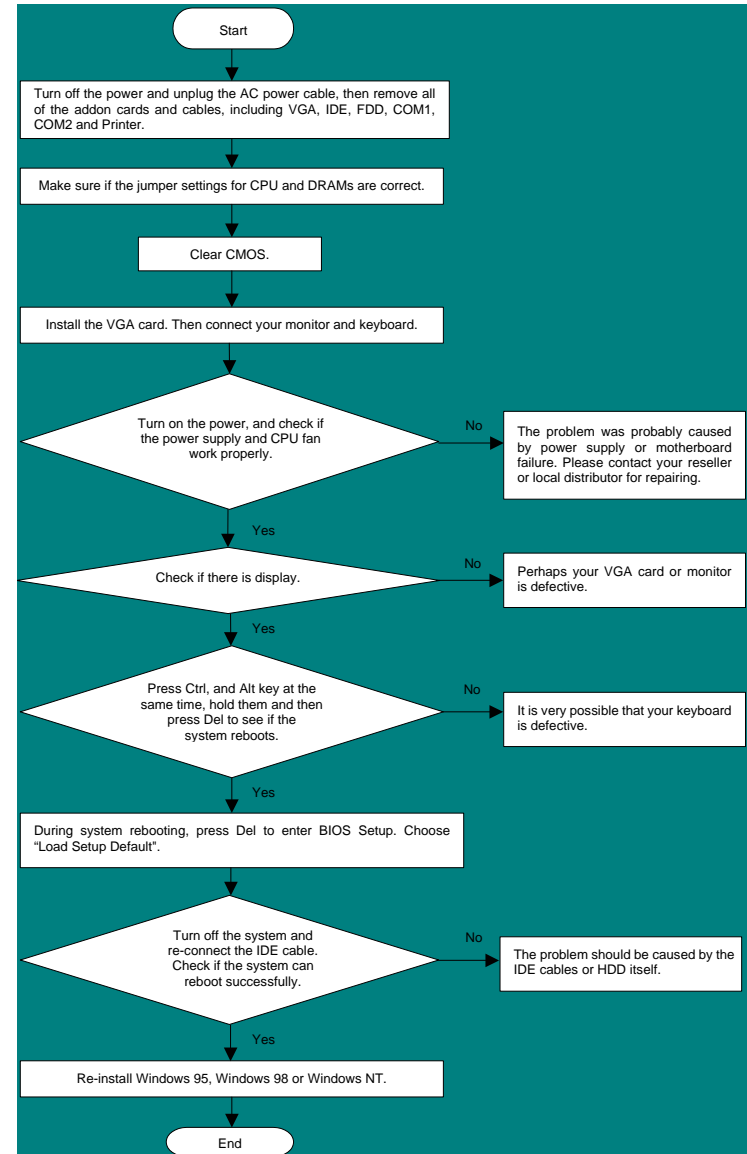 Start
Turn off the power and unplug the AC power cable, then remove all
of the addon cards and cables, including VGA, IDE, FDD, COM1,
COM2 and Printer.
Make sure if the jumper settings for CPU and DRAMs are correct.
Clear CMOS.
Install the VGA card. Then connect your monitor and keyboard.
Turn on the power, and check if
the power supply and CPU fan
work properly.
No
The problem was probably caused
by power supply or motherboard
failure. Please contact your reseller
or local distributor for repairing.
Yes
Check if there is display.
No
Perhaps your VGA card or monitor
is defective.
Yes
Press Ctrl, and Alt key at the
same time, hold them and then
press Del to see if the
system reboots.
No
It is very possible that your keyboard
is defective.
Yes
During system rebooting, press Del to enter BIOS Setup. Choose
“Load Setup Default”.
Turn off the system and
re-connect the IDE cable.
Check if the system can
reboot successfully.
No
The problem should be caused by the
IDE cables or HDD itself.
Yes
Re-install Windows 95, Windows 98 or Windows NT.
End